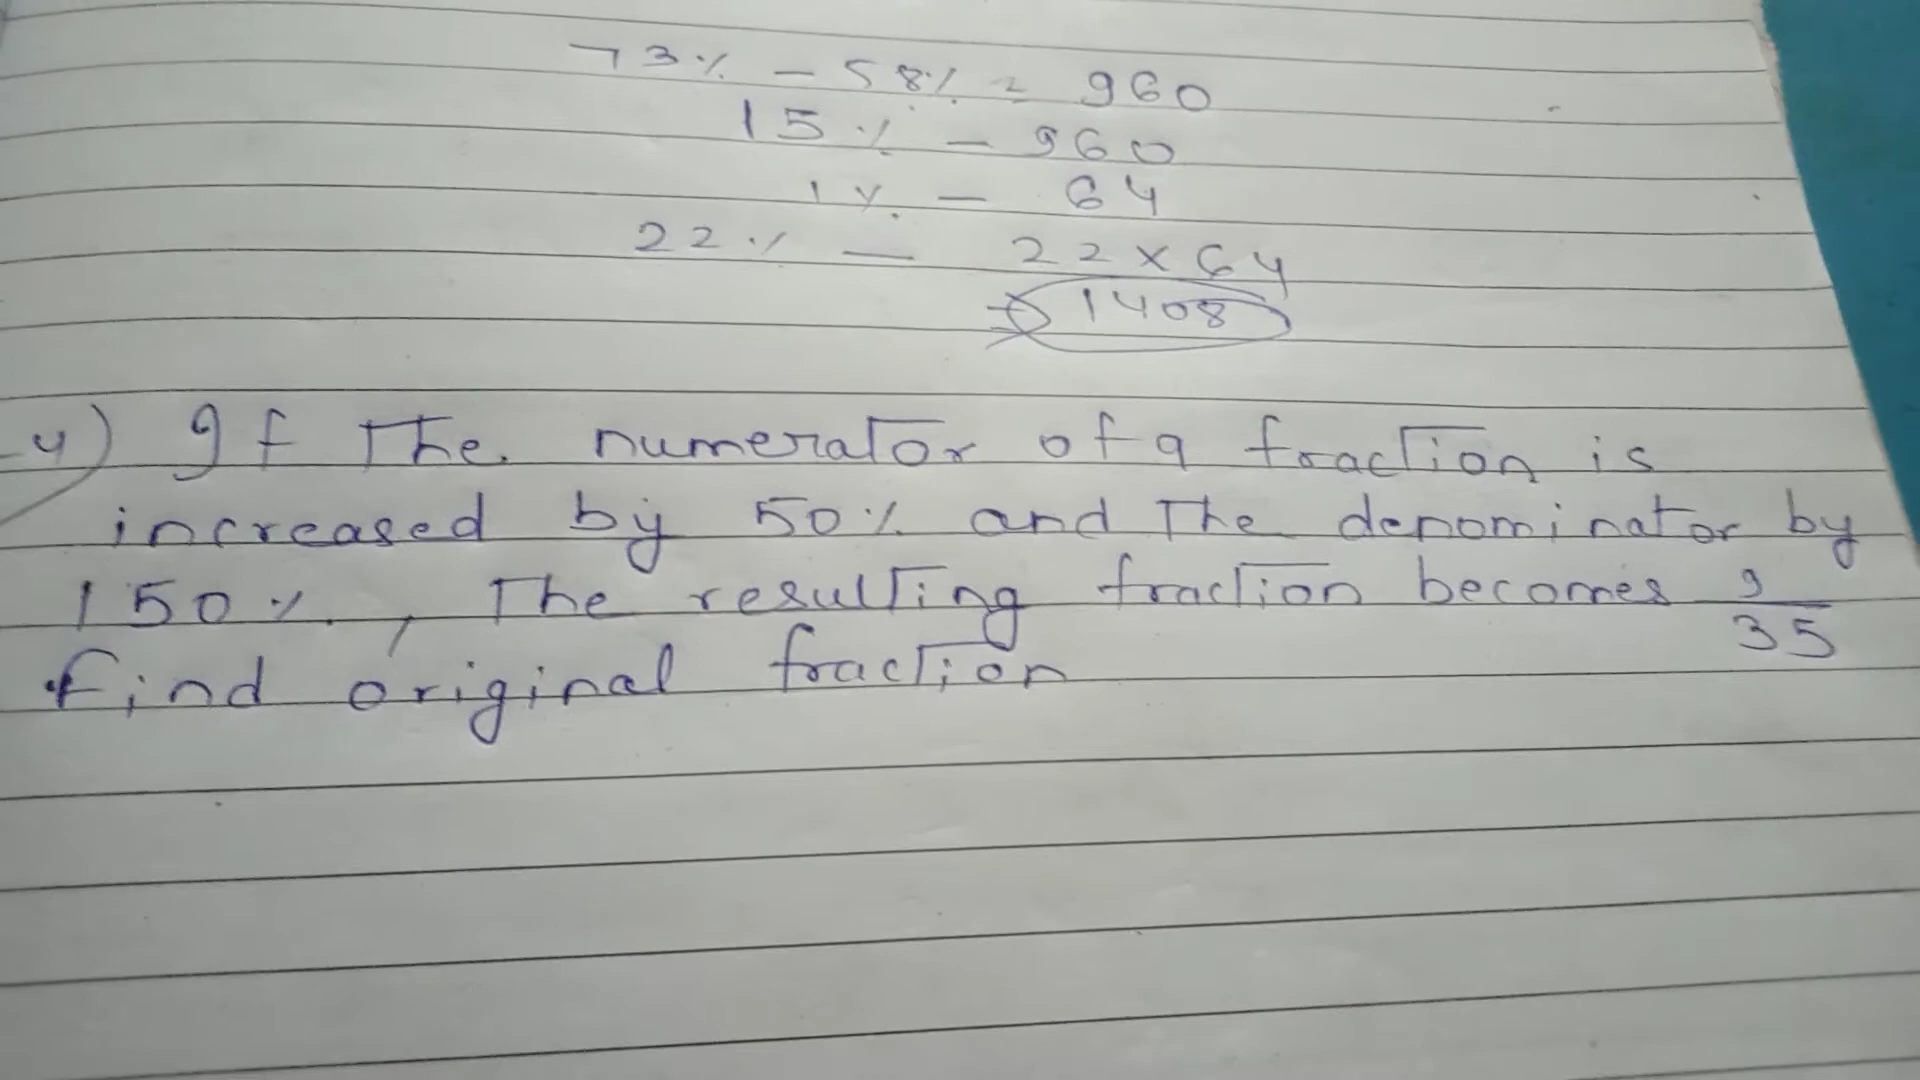 73% - 58% = 960
15% - 960
1% - 64
22% - 22 x 64
1408
4) If The numerator of a fraction is
increased by 50% and The denominator by
150%, The resulting fraction becomes 9/35
find original fraction